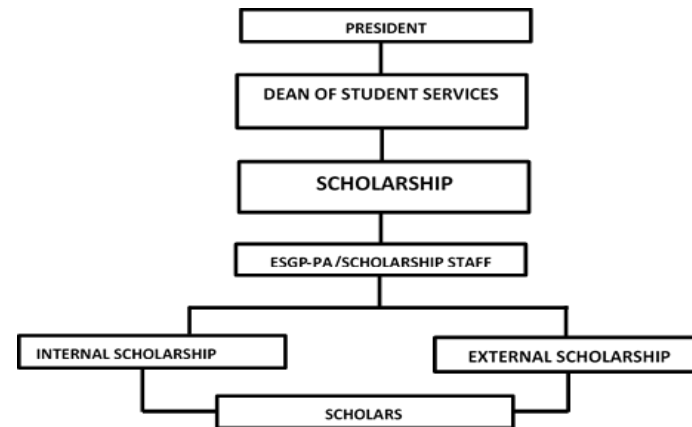 PRESIDENT
DEAN OF STUDENT SERVICES
SCHOLARSHIP
ESGP-PA/SCHOLARSHIP STAFF
INTERNAL SCHOLARSHIP
EXTERNAL SCHOLARSHIP
SCHOLARS